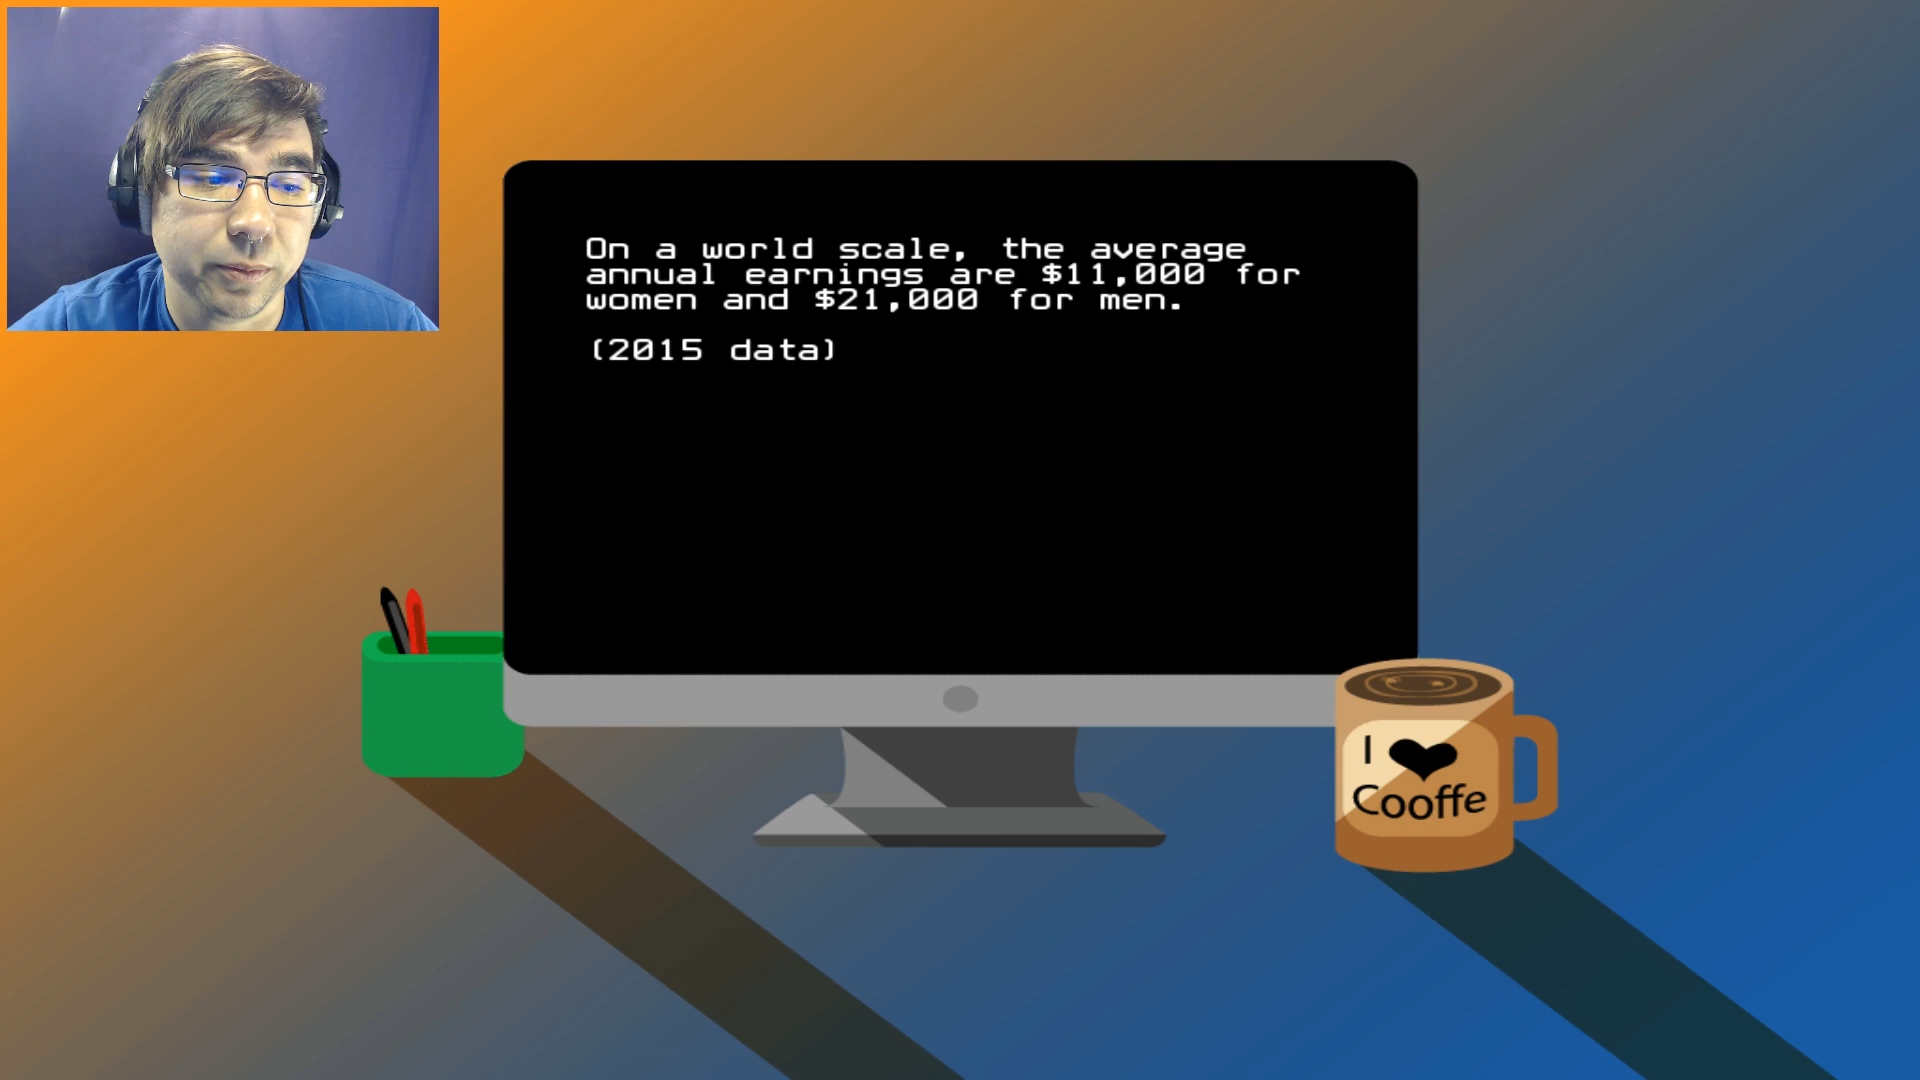 On a world scale, the average
annual earnings are $11,000 for
women and $21,000 for men.
(2015 data)
I
Cooffe